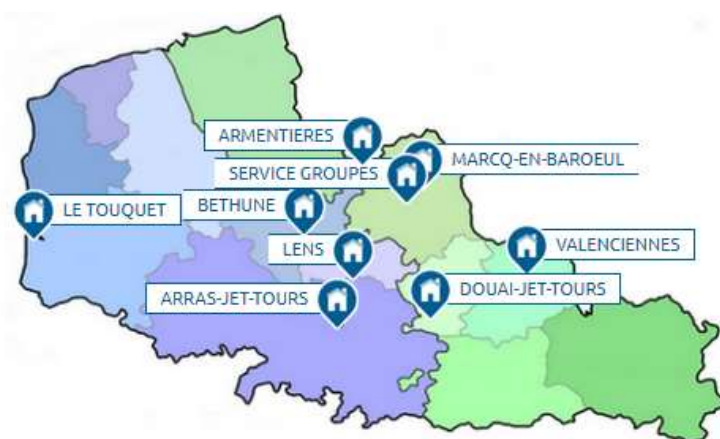 ARMENTIERES
MARCQ-EN-BAROEUL
SERVICE GROUPES
BETHUNE
LE TOUQUET
LENS
VALENCIENNES
ARRAS-JET-TOURS
DOUAI-JET-TOURS